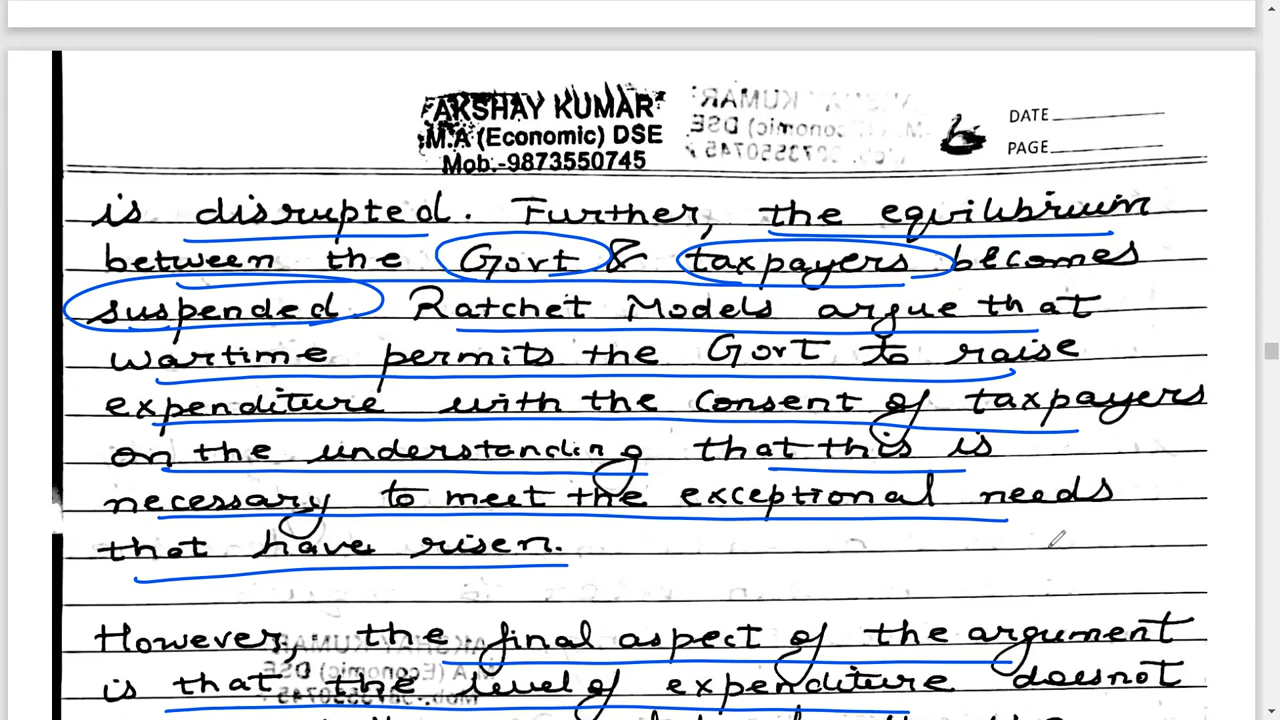 AKSHAY KUMAR
M.A (Economic) DSE
Mob.-9873550745
DATE
PAGE
is disrupted. Further, the equilibrium
between the Govt & taxpayers becomes
suspended. Ratchet Models argue that
wartime permits the Govt to raise
expenditure with the consent of taxpayers
on the understanding that this is
necessary to meet the exceptional needs
that have risen.
However, the final aspect of the argument
is that the level of expenditure doesnot